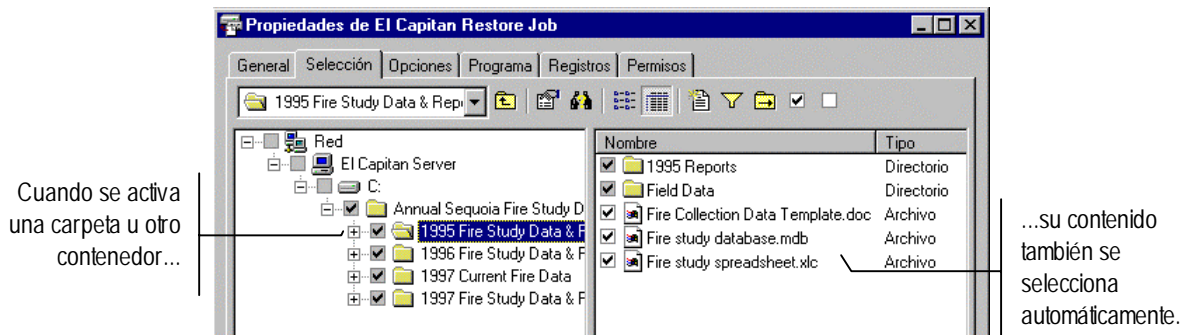 Propiedades de El Capitan Restore Job
General Selección Opciones Programa Registros Permisos
1995 Fire Study Data & Rep
Red
El Capitan Server
C:
Annual Sequoia Fire Study D
1995 Fire Study Data & F
1996 Fire Study Data & F
1997 Current Fire Data
1997 Fire Study Data & F
Nombre Tipo
1995 Reports Directorio
Field Data Directorio
Fire Collection Data Template.doc Archivo
Fire study database.mdb Archivo
Fire study spreadsheet.xlc Archivo
Cuando se activa
una carpeta u otro
contenedor...
...su contenido
también se
selecciona
automáticamente.